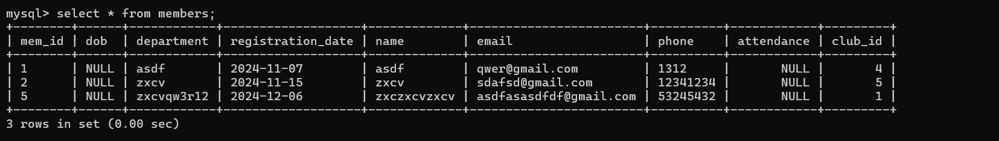 mysql> select * from members;
+--------+------+------------+-------------------+-------------+------------------------+----------+------------+---------+
| mem_id | dob  | department | registration_date | name        | email                  | phone    | attendance | club_id |
+--------+------+------------+-------------------+-------------+------------------------+----------+------------+---------+
| 1      | NULL | asdf       | 2024-11-07        | asdf        | qwer@gmail.com         | 1312     |       NULL |       4 |
| 2      | NULL | zxcv       | 2024-11-15        | zxcv        | sdafsd@gmail.com       | 12341234 |       NULL |       5 |
| 5      | NULL | zxcvqw3r12 | 2024-12-06        | zxczxcvzxcv | asdfasasdfdf@gmail.com | 53245432 |       NULL |       1 |
+--------+------+------------+-------------------+-------------+------------------------+----------+------------+---------+
3 rows in set (0.00 sec)